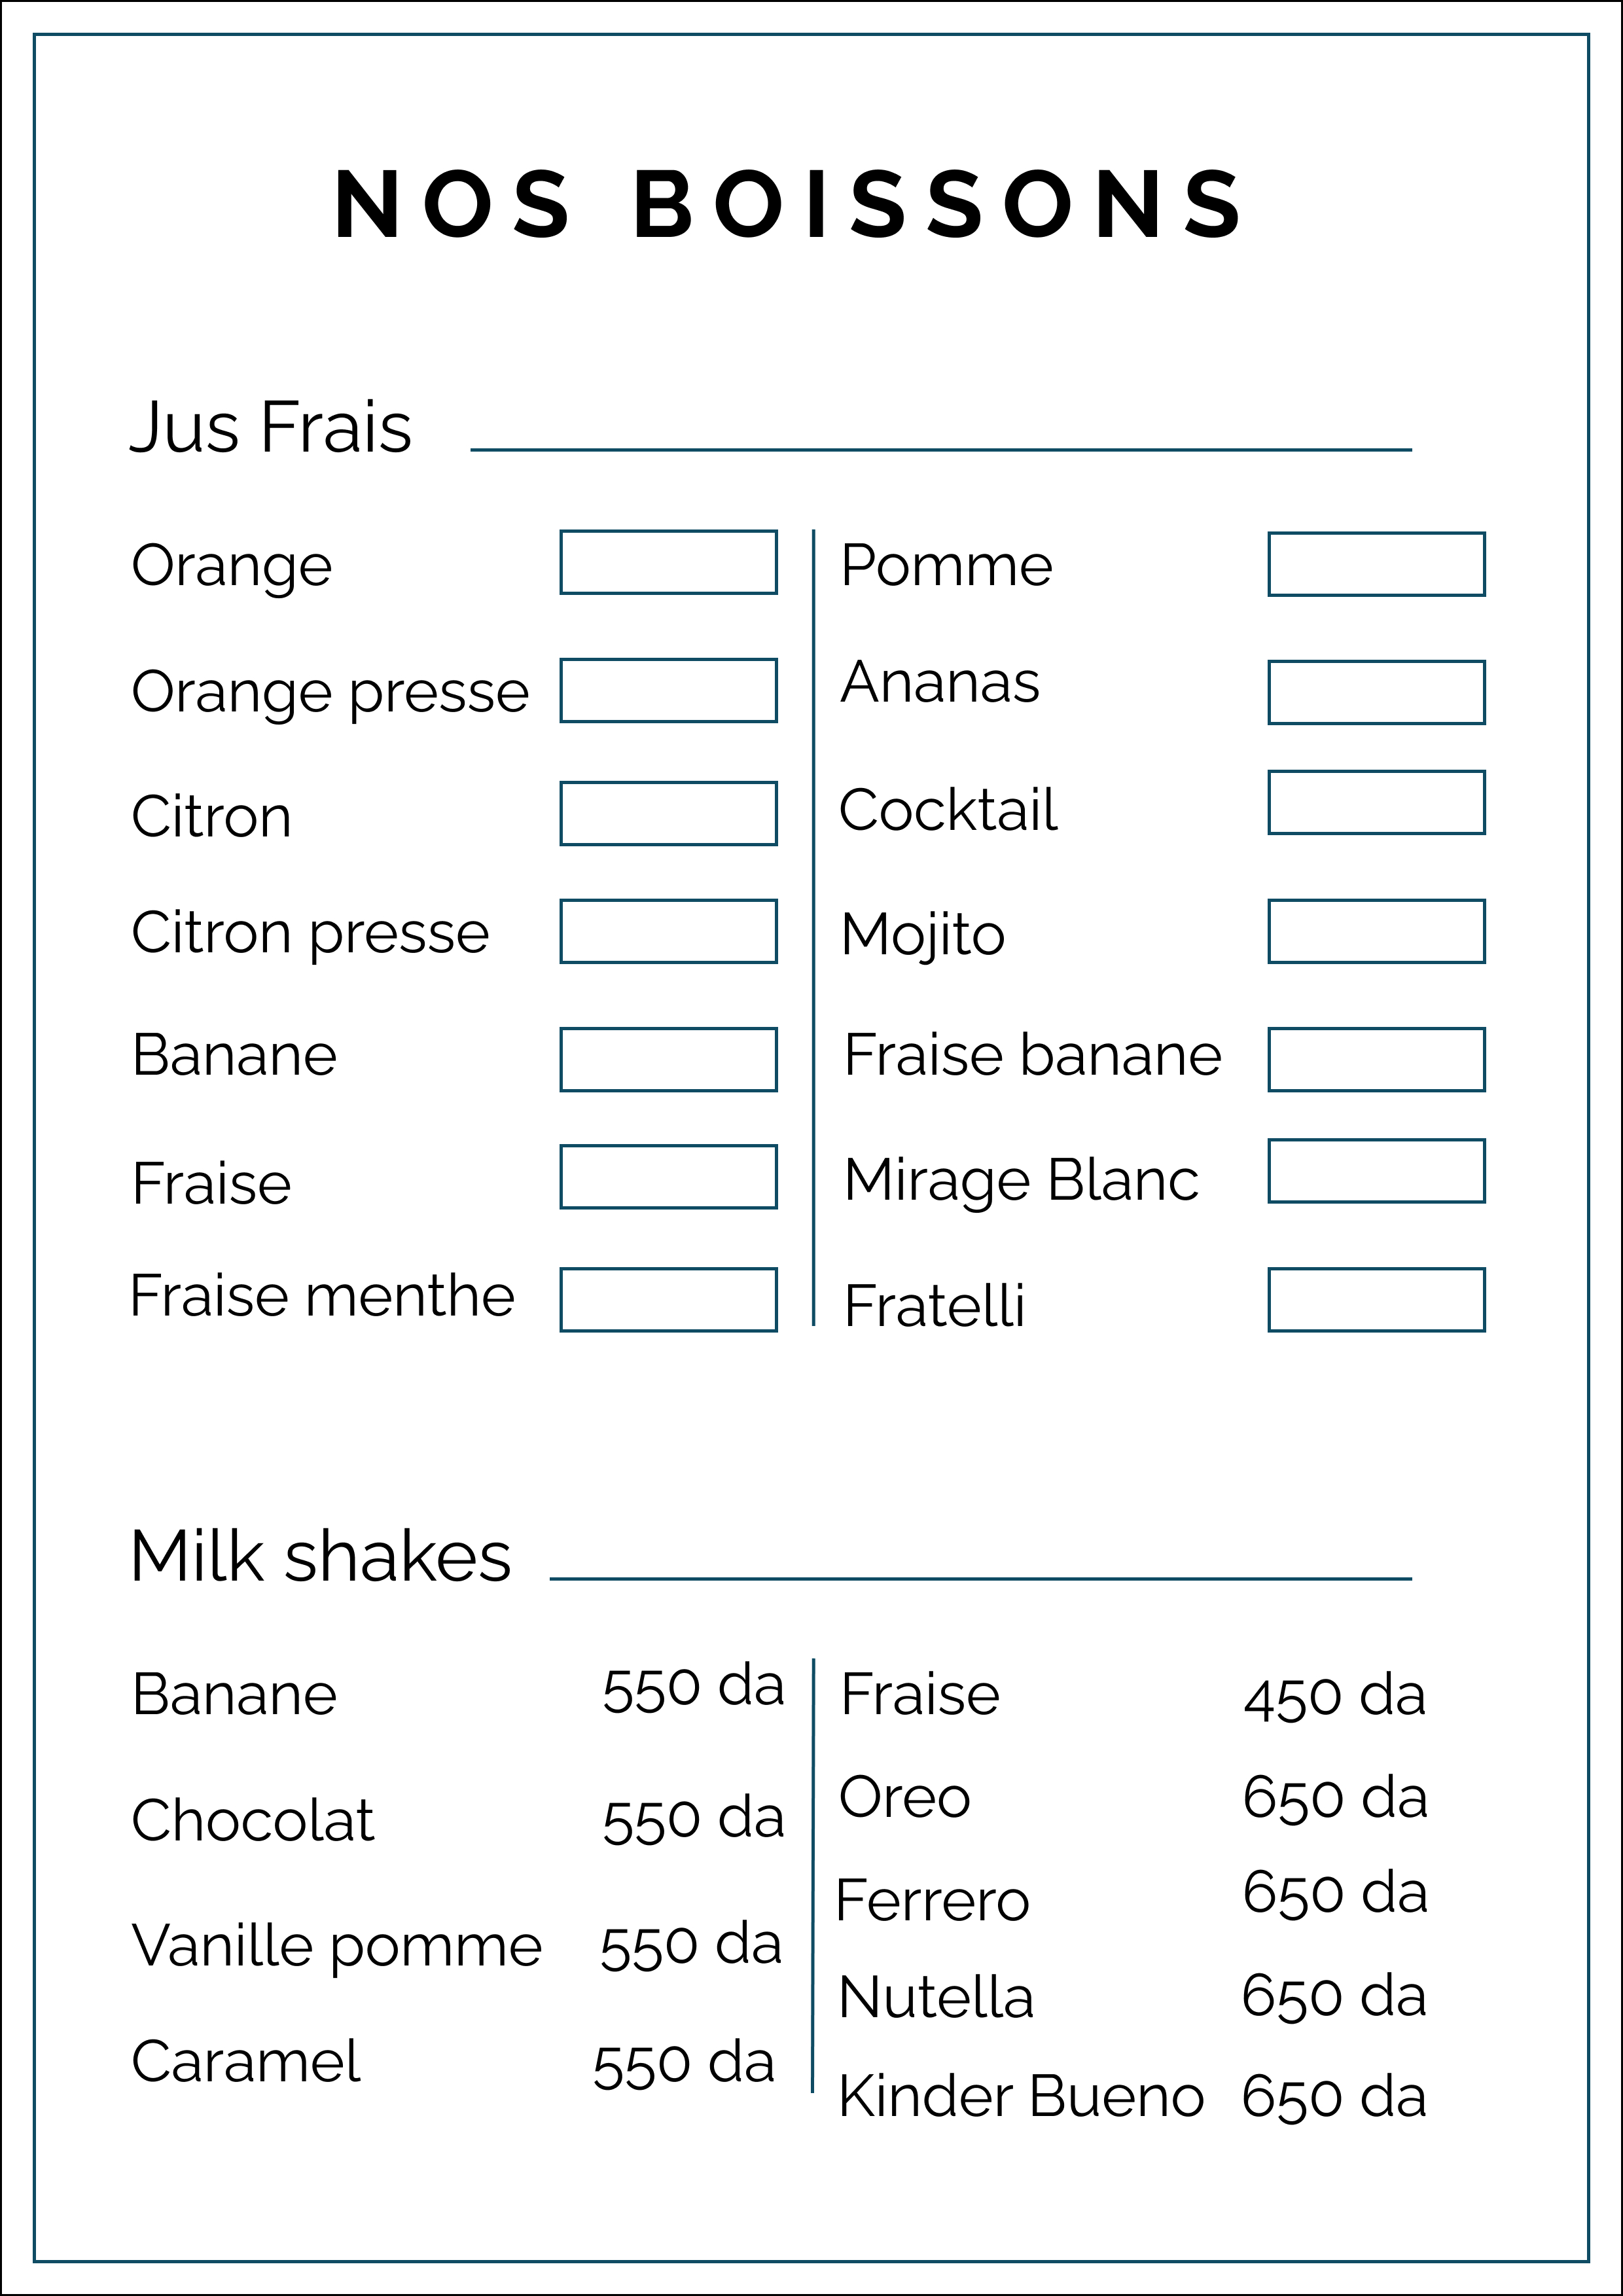 NOS BOISSONS
Jus Frais
Orange
Orange presse
Citron
Citron presse
Banane
Fraise
Fraise menthe
Pomme
Ananas
Cocktail
Mojito
Fraise banane
Mirage Blanc
Fratelli
Milk shakes
Banane 550 da
Chocolat 550 da
Vanille pomme 550 da
Caramel 550 da
Fraise 450 da
Oreo 650 da
Ferrero 650 da
Nutella 650 da
Kinder Bueno 650 da